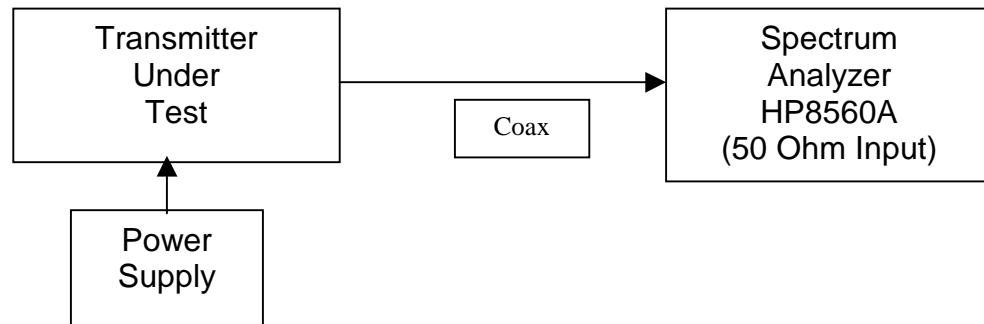 Transmitter
Under
Test
Spectrum
Analyzer
HP8560A
(50 Ohm Input)
Coax
Power
Supply